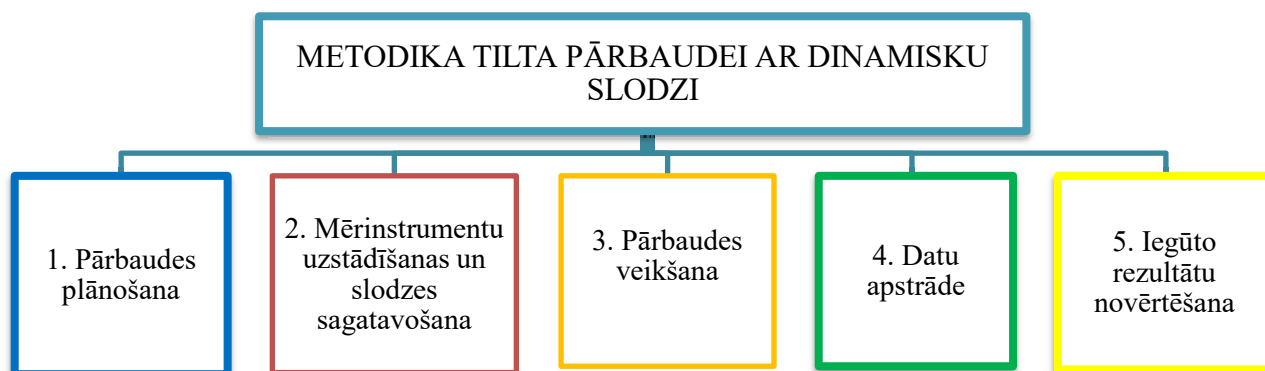 METODIKA TILTA PĀRBAUDEI AR DINAMISKU
SLODZI
1. Pārbaudes
plānošana
2. Mērinstrumentu
uzstādīšanas un
slodzes
sagatavošana
3. Pārbaudes
veikšana
4. Datu
apstrāde
5. Iegūto
rezultātu
novērtēšana